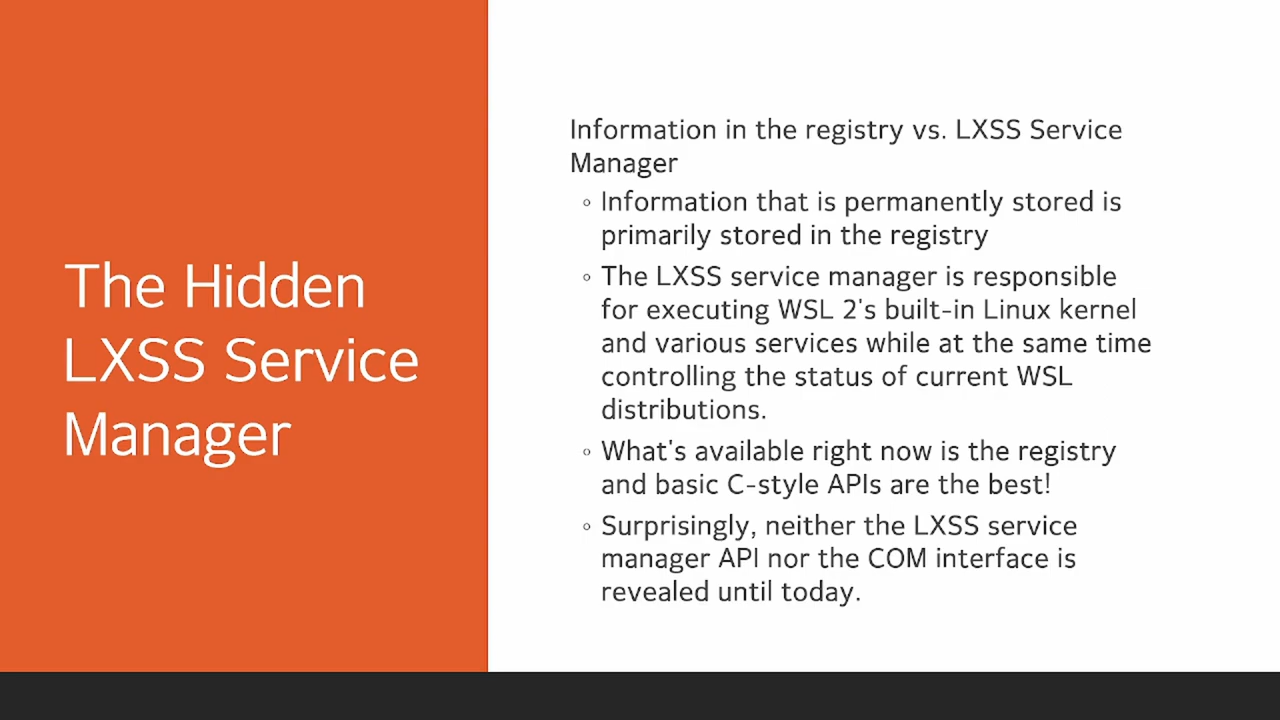 The Hidden
LXSS Service
Manager
Information in the registry vs. LXSS Service
Manager
◦ Information that is permanently stored is
primarily stored in the registry
◦ The LXSS service manager is responsible
for executing WSL 2's built-in Linux kernel
and various services while at the same time
controlling the status of current WSL
distributions.
◦ What's available right now is the registry
and basic C-style APIs are the best!
◦ Surprisingly, neither the LXSS service
manager API nor the COM interface is
revealed until today.